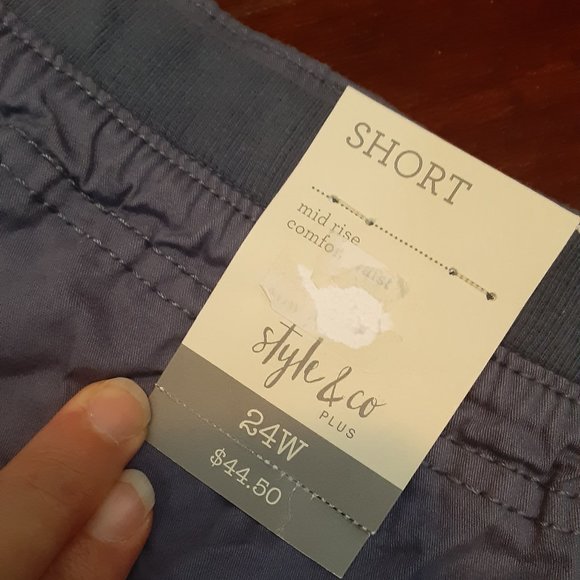 SHORT
mid rise
style & co
PLUS
24W
$44.50